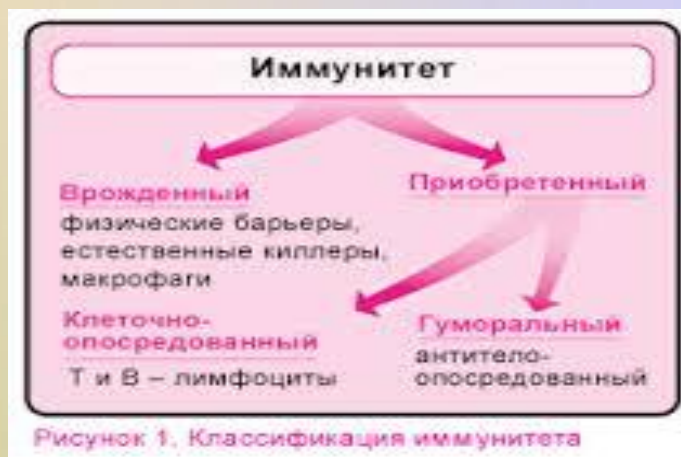 Иммунитет
Врожденный
физические барьеры,
естественные киллеры,
макрофаги
Приобретенный
Клеточно-
опосредованный
Т и В – лимфоциты
Гуморальный
антитело-
опосредованный
Рисунок 1. Классификация иммунитета